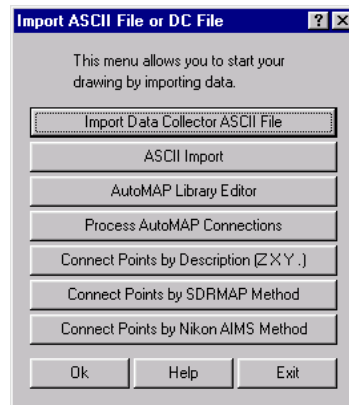 Import ASCII File or DC File ? ×
This menu allows you to start your
drawing by importing data.
Import Data Collector ASCII File
ASCII Import
AutoMAP Library Editor
Process AutoMAP Connections
Connect Points by Description (Z X Y .)
Connect Points by SDRMAP Method
Connect Points by Nikon AIMS Method
Ok Help Exit